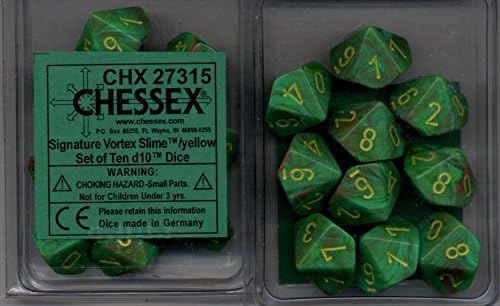 CHX 27315
CHESSEX®
www.chessex.com
P.O. Box 80255, Ft. Wayne, IN 46898-0255
Signature Vortex Slime™/yellow
Set of Ten d10™ Dice
WARNING:
CHOKING HAZARD-Small Parts.
Not for Children Under 3 yrs.
CE Please retain this information
Dice made in Germany